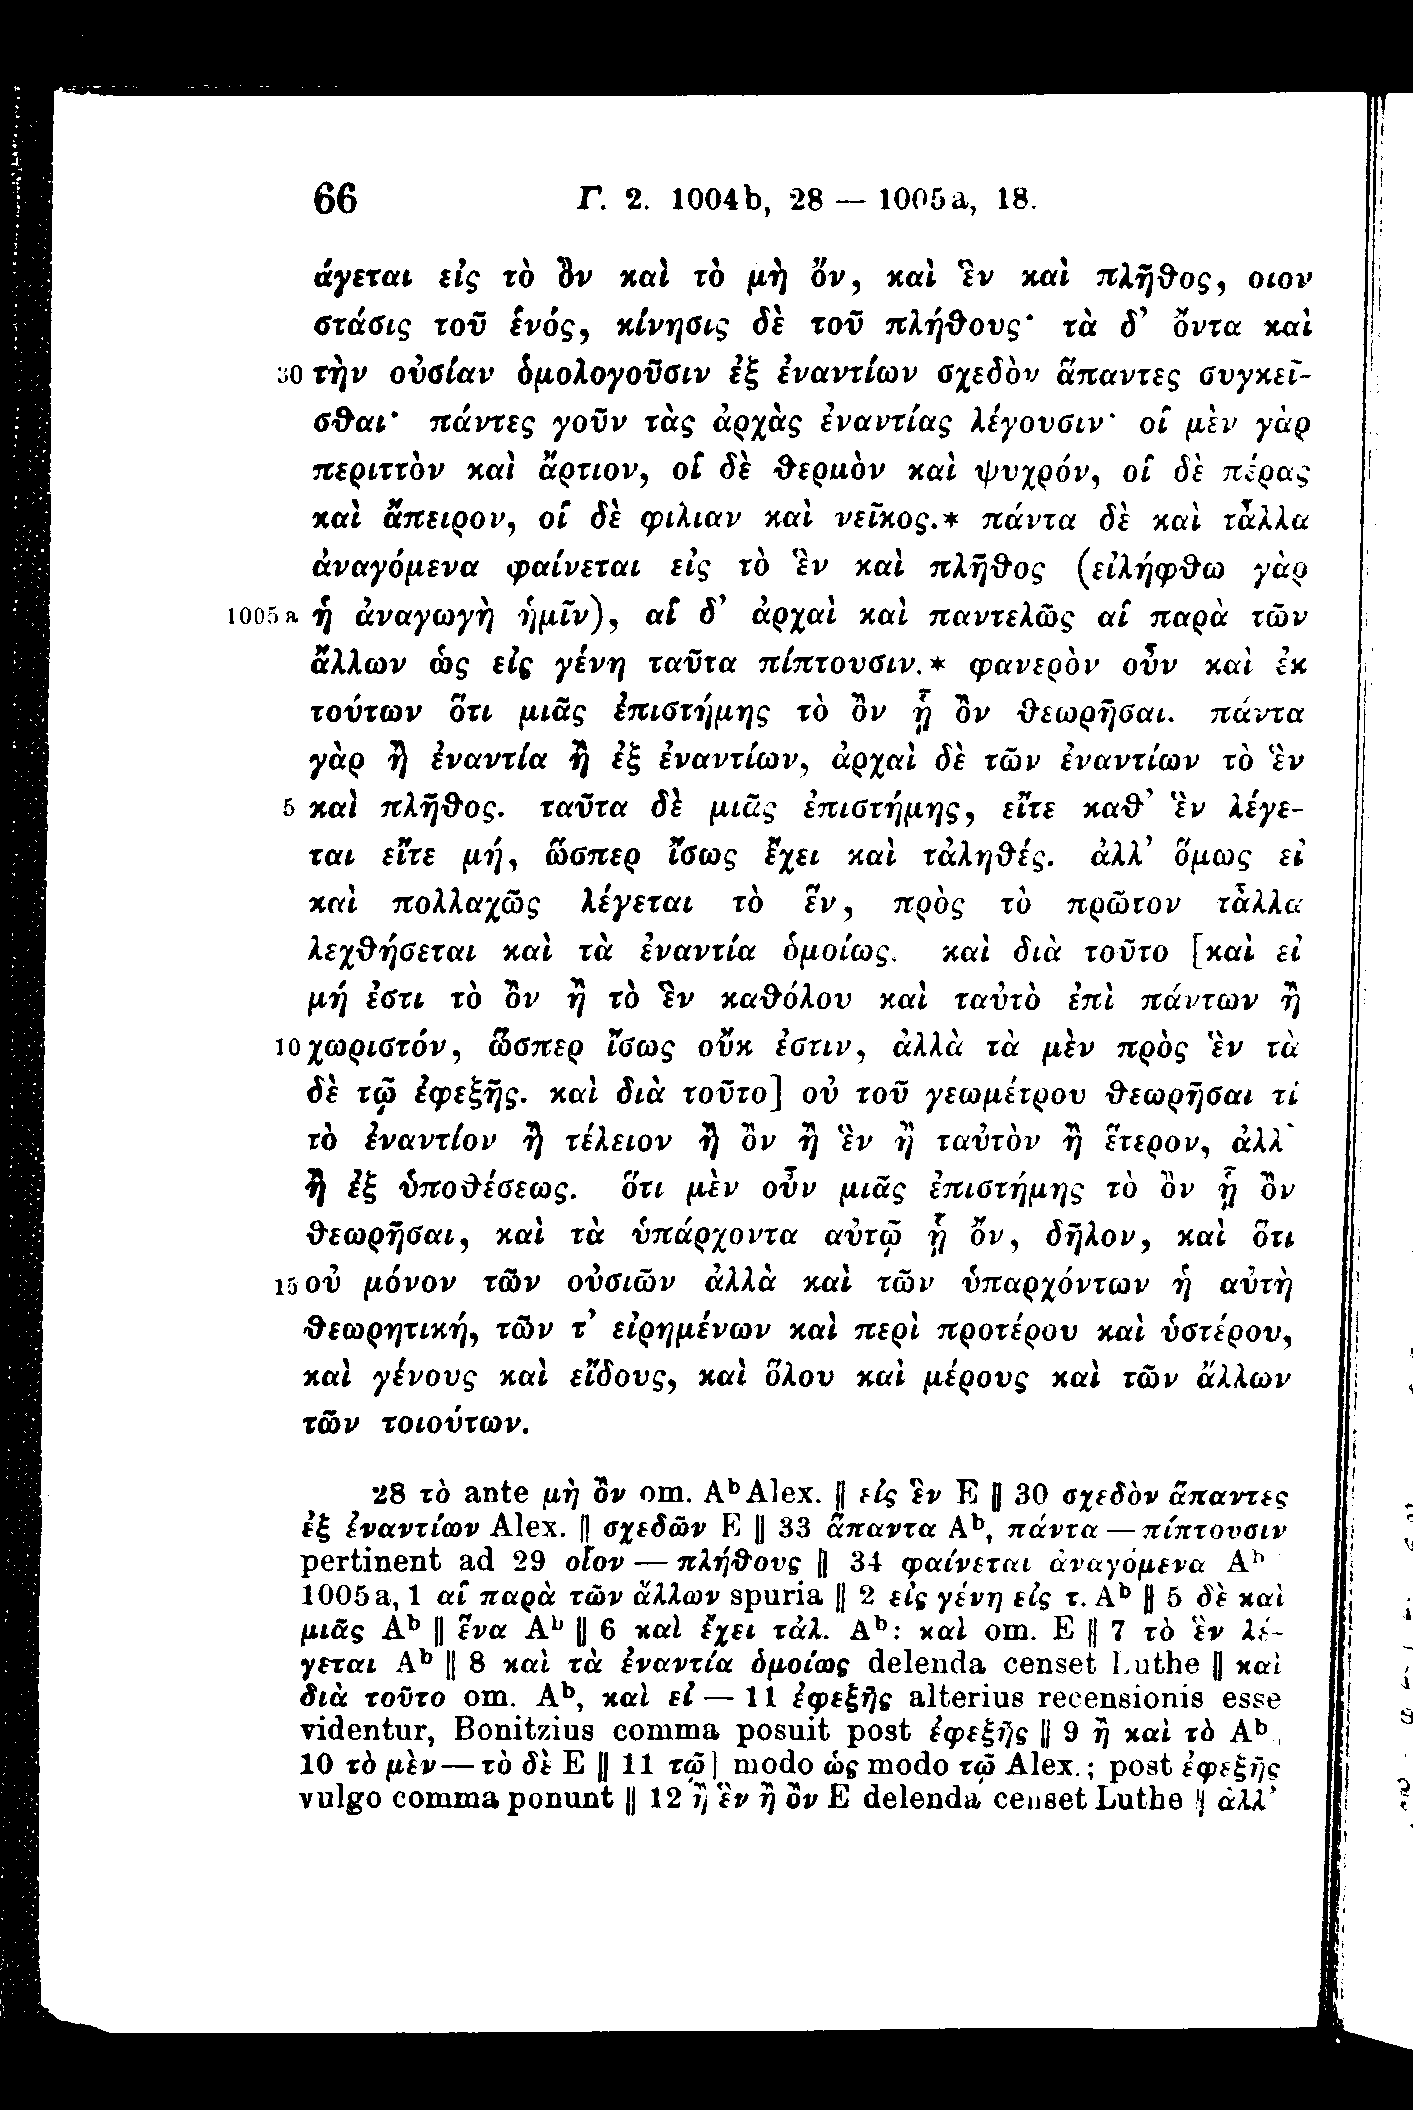 66 Γ. 2. 1004b, 28 — 1005a, 18.
άγεται εἰς τὸ ὂν καὶ τὸ μὴ ὄν, καὶ ἓν καὶ πλῆθος, οιον
στάσις τοῦ ἑνός, κίνησις δὲ τοῦ πλήθους· τὰ δ’ ὄντα καὶ
30 τὴν οὐσίαν ὁμολογοῦσιν ἐξ ἐναντίων σχεδὸν ἅπαντες συγκεῖ-
σθαι· πάντες γοῦν τὰς ἀρχὰς ἐναντίας λέγουσιν· οἳ μὲν γὰρ
περιττὸν καὶ ἄρτιον, οἳ δὲ θερμὸν καὶ ψυχρόν, οἳ δὲ πέρας
καὶ ἄπειρον, οἳ δὲ φιλιαν καὶ νεῖκος.* πάντα δὲ καὶ τἆλλα
ἀναγόμενα φαίνεται εἰς τὸ ἓν καὶ πλῆθος (εἰλήφθω γὰρ
1005a ἡ ἀναγωγὴ ἡμῖν), αἳ δ’ ἀρχαὶ καὶ παντελῶς αἱ παρὰ τῶν
ἄλλων ὡς εἰς γένη ταῦτα πίπτουσιν.* φανερὸν οὖν καὶ ἐκ
τούτων ὅτι μιᾶς ἐπιστήμης τὸ ὂν ᾗ ὂν θεωρῆσαι. πάντα
γὰρ ἢ ἐναντία ἢ ἐξ ἐναντίων, ἀρχαὶ δὲ τῶν ἐναντίων τὸ ἓν
5 καὶ πλῆθος. ταῦτα δὲ μιᾶς ἐπιστήμης, εἴτε καθ’ ἓν λέγε-
ται εἴτε μή, ὥσπερ ἴσως ἔχει καὶ τἀληθές. ἀλλ’ ὅμως εἰ
καὶ πολλαχῶς λέγεται τὸ ἕν, πρὸς τὸ πρῶτον τἆλλα
λεχθήσεται καὶ τὰ ἐναντία ὁμοίως. καὶ διὰ τοῦτο [καὶ εἰ
μή ἐστι τὸ ὂν ἢ τὸ ἓν καθόλου καὶ ταὐτὸ ἐπὶ πάντων ἢ
10 χωριστόν, ὥσπερ ἴσως οὔκ ἐστιν, ἀλλὰ τὰ μὲν πρὸς ἓν τὰ
δὲ τῷ ἐφεξῆς. καὶ διὰ τοῦτο] οὐ τοῦ γεωμέτρου θεωρῆσαι τί
τὸ ἐναντίον ἢ τέλειον ἢ ὂν ἢ ἓν ἢ ταὐτὸν ἢ ἕτερον, ἀλλ’
ἢ ἐξ ὑποθέσεως. ὅτι μὲν οὖν μιᾶς ἐπιστήμης τὸ ὂν ᾗ ὂν
θεωρῆσαι, καὶ τὰ ὑπάρχοντα αὐτῷ ᾗ ὄν, δῆλον, καὶ ὅτι
15 οὐ μόνον τῶν οὐσιῶν ἀλλὰ καὶ τῶν ὑπαρχόντων ἡ αὐτὴ
θεωρητική, τῶν τ’ εἰρημένων καὶ περὶ προτέρου καὶ ὑστέρου,
καὶ γένους καὶ εἴδους, καὶ ὅλου καὶ μέρους καὶ τῶν ἄλλων
τῶν τοιούτων.
28 τὸ ante μὴ ὂν om. Aᵇ Alex. || εἰς ἓν E || 30 σχεδὸν ἅπαντες
ἐξ ἐναντίων Alex. || σχεδῶν E || 33 ἅπαντα Aᵇ, πάντα — πίπτουσιν
pertinent ad 29 οἷον — πλήθους || 34 φαίνεται ἀναγόμενα Aᵇ
1005a, 1 αἱ παρὰ τῶν ἄλλων spuria || 2 εἰς γένη εἰς τ. Aᵇ || 5 δὲ καὶ
μιᾶς Aᵇ || ἕνα Aᵇ || 6 καὶ ἔχει τἀλ. Aᵇ: καὶ om. E || 7 τὸ ἓν λέ-
γεται Aᵇ || 8 καὶ τὰ ἐναντία ὁμοίως delenda censet Luthe || καὶ
διὰ τοῦτο om. Aᵇ, καὶ εἰ — 11 ἐφεξῆς alterius recensionis esse
videntur, Bonitzius comma posuit post ἐφεξῆς || 9 ἢ καὶ τὸ Aᵇ
10 τὸ μὲν — τὸ δὲ E || 11 τῷ] modo ὡς modo τῷ Alex.; post ἐφεξῆς
vulgo comma ponunt || 12 ἢ ἓν ἢ ὂν E delenda censet Luthe || ἀλλ’